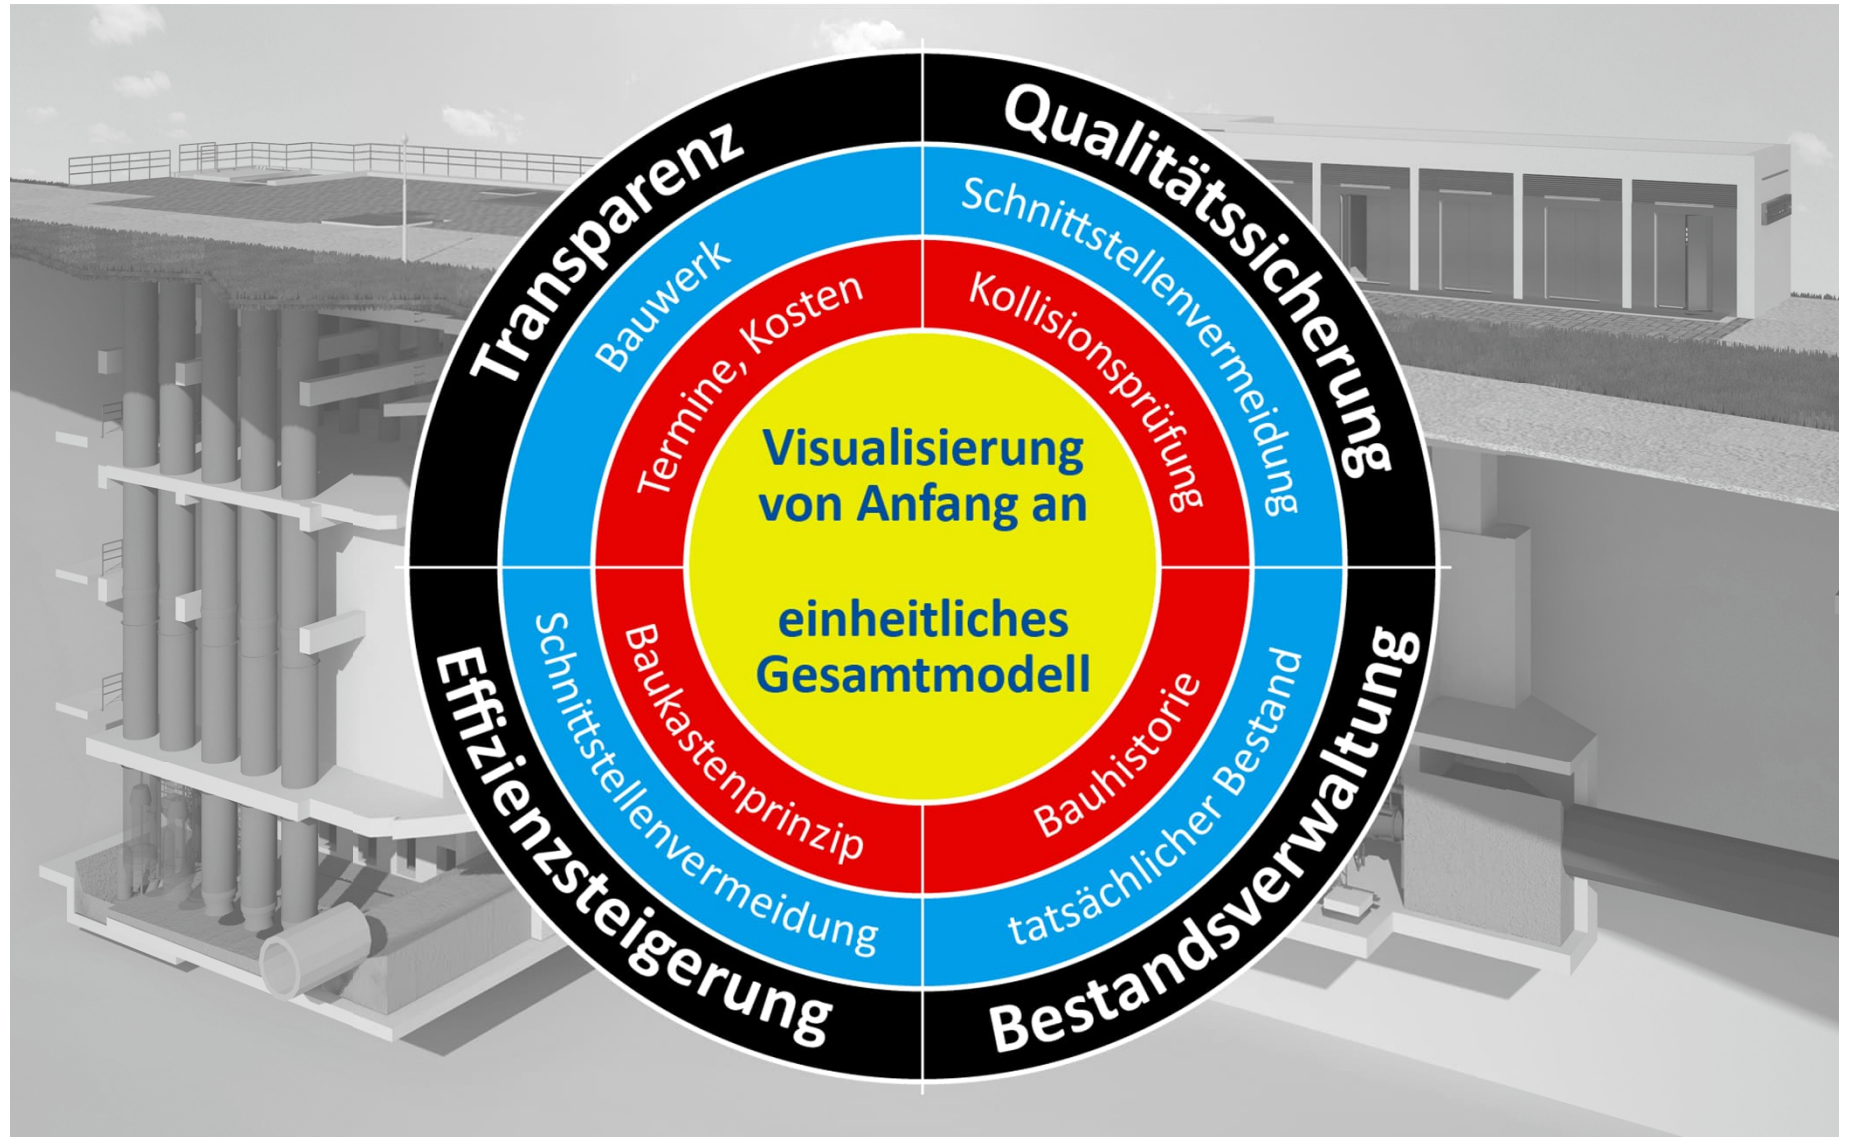 Transparenz
Qualitätssicherung
Bauwerk
Schnittstellenvermeidung
Termine, Kosten
Kollisionsprüfung
Visualisierung
von Anfang an
einheitliches
Gesamtmodell
Baukastenprinzip
Bauhistorie
Schnittstellenvermeidung
tatsächlicher Bestand
Effizienzsteigerung
Bestandsverwaltung